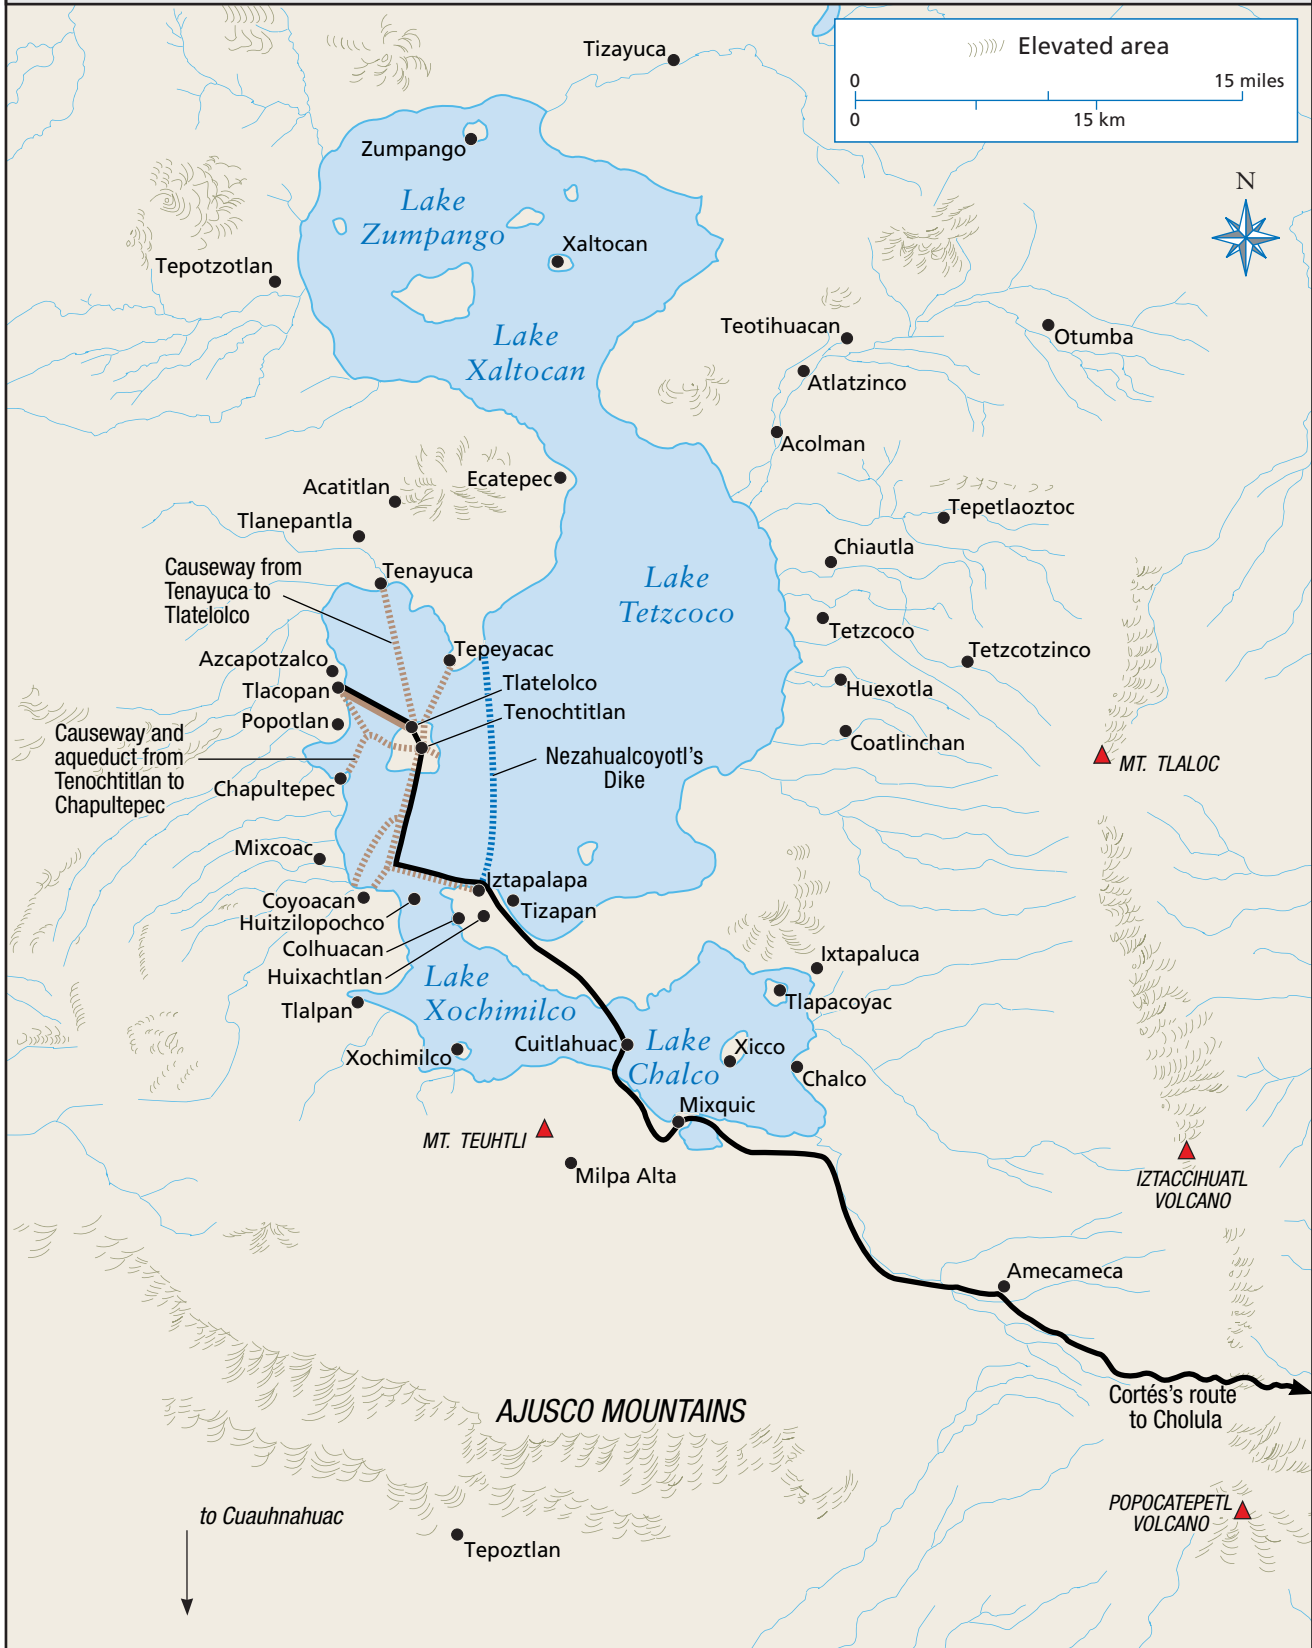 Tizayuca
Elevated area
0
15 miles
0
15 km
N
Zumpango
Lake
Zumpango
Xaltocan
Tepotzotlan
Lake
Xaltocan
Teotihuacan
Otumba
Atlatzinco
Acolman
Ecatepec
Acatitlan
Tepetlaoztoc
Tlanepantla
Chiautla
Causeway from
Tenayuca to
Tlatelolco
Tenayuca
Lake
Tetzcoco
Tetzcoco
Tepeyacac
Tetzcotzinco
Azcapotzalco
Tlacopan
Tlatelolco
Huexotla
Popotlan
Tenochtitlan
Coatlinchan
Causeway and
aqueduct from
Tenochtitlan to
Chapultepec
Nezahualcoyotl's
Dike
MT. TLALOC
Chapultepec
Mixcoac
Iztapalapa
Coyoacan
Tizapan
Huitzilopochco
Colhuacan
Huixachtlan
Ixtapaluca
Lake
Xochimilco
Tlapacoyac
Tlalpan
Cuitlahuac
Lake
Chalco
Xicco
Xochimilco
Chalco
Mixquic
MT. TEUHTLI
Milpa Alta
IZTACCIHUATL
VOLCANO
Amecameca
Cortés's route
to Cholula
AJUSCO MOUNTAINS
POPOCATEPETL
VOLCANO
to Cuauhnahuac
Tepoztlan